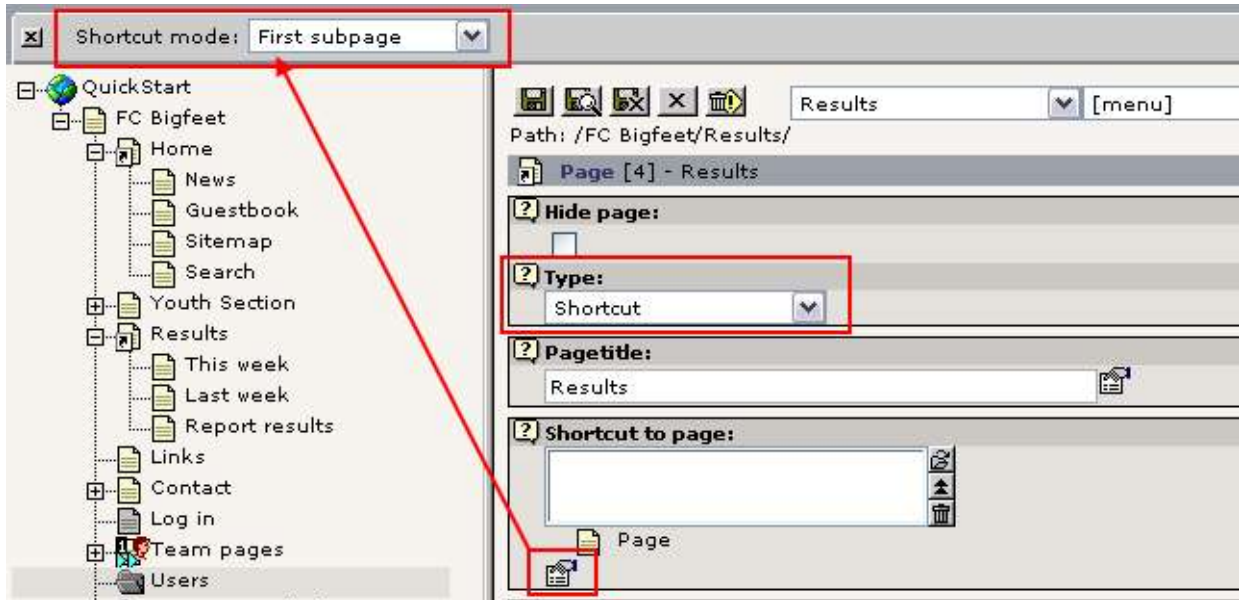 Shortcut mode: First subpage
QuickStart
FC Bigfeet
Home
News
Guestbook
Sitemap
Search
Youth Section
Results
This week
Last week
Report results
Links
Contact
Log in
Team pages
Users
Results [menu]
Path: /FC Bigfeet/Results/
Page [4] - Results
Hide page:
Type:
Shortcut
Pagetitle:
Results
Shortcut to page:
Page